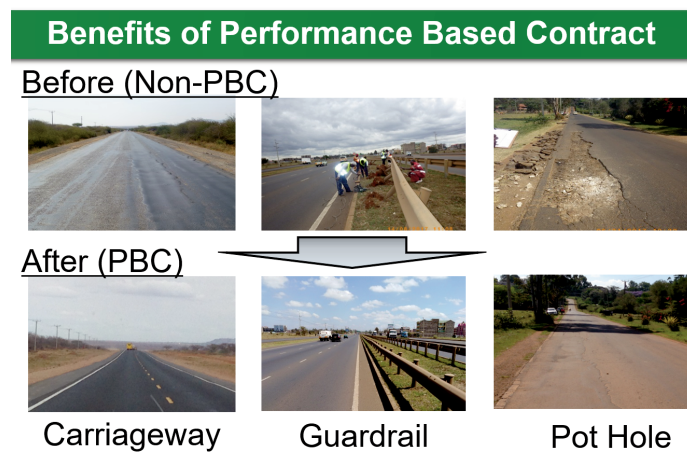 Benefits of Performance Based Contract
Before (Non-PBC)
After (PBC)
Carriageway
Guardrail
Pot Hole